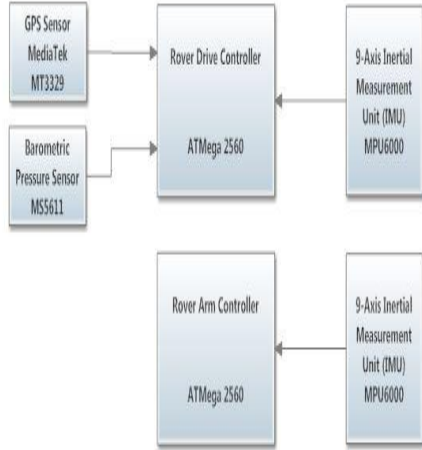 GPS Sensor
MediaTek
MT3329
Rover Drive Controller
ATMega 2560
9-Axis Inertial
Measurement
Unit (IMU)
MPU6000
Barometric
Pressure Sensor
MS5611
Rover Arm Controller
ATMega 2560
9-Axis Inertial
Measurement
Unit (IMU)
MPU6000